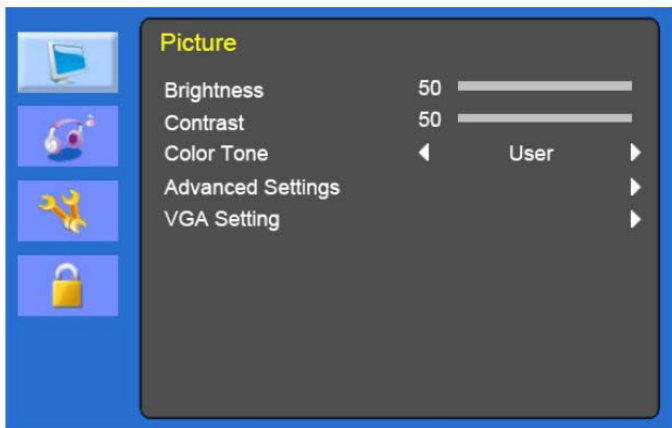 Picture
Brightness 50
Contrast 50
Color Tone User
Advanced Settings
VGA Setting